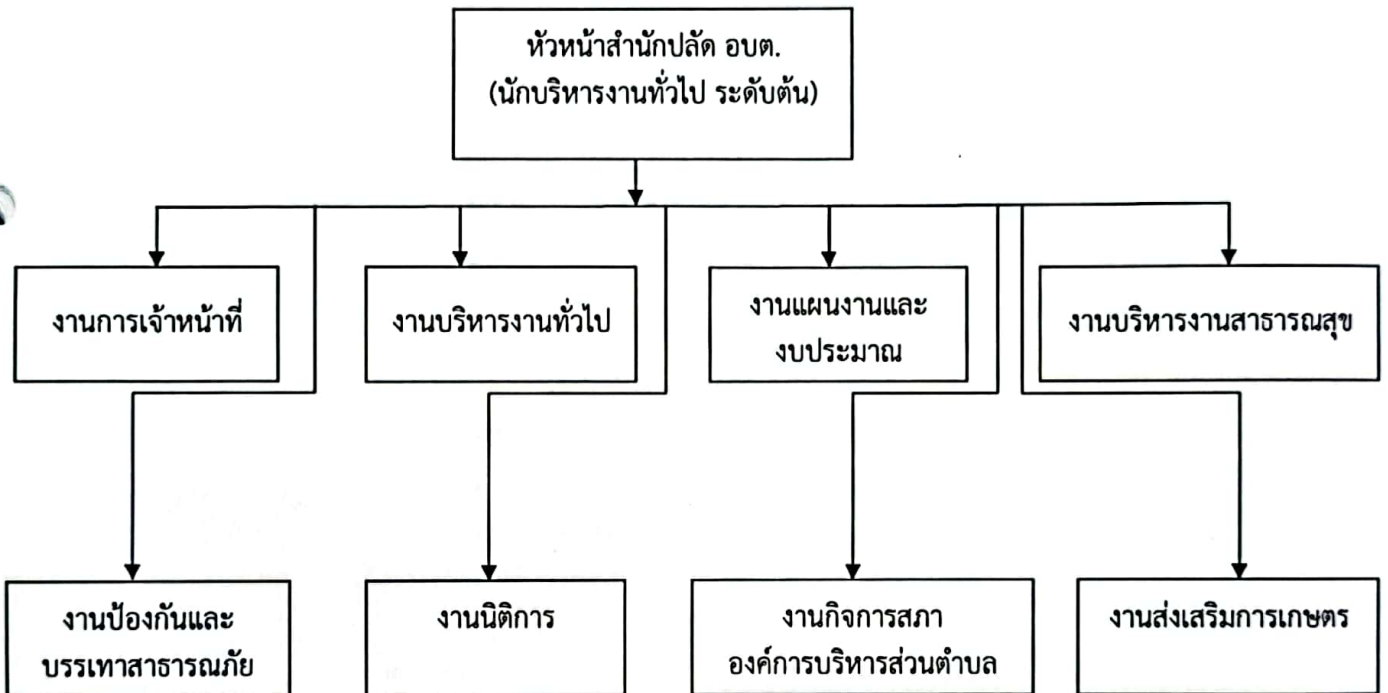 หัวหน้าสำนักปลัด อบต.
(นักบริหารงานทั่วไป ระดับต้น)
งานการเจ้าหน้าที่
งานบริหารงานทั่วไป
งานแผนงานและ
งบประมาณ
งานบริหารงานสาธารณสุข
งานป้องกันและ
บรรเทาสาธารณภัย
งานนิติการ
งานกิจการสภา
องค์การบริหารส่วนตำบล
งานส่งเสริมการเกษตร